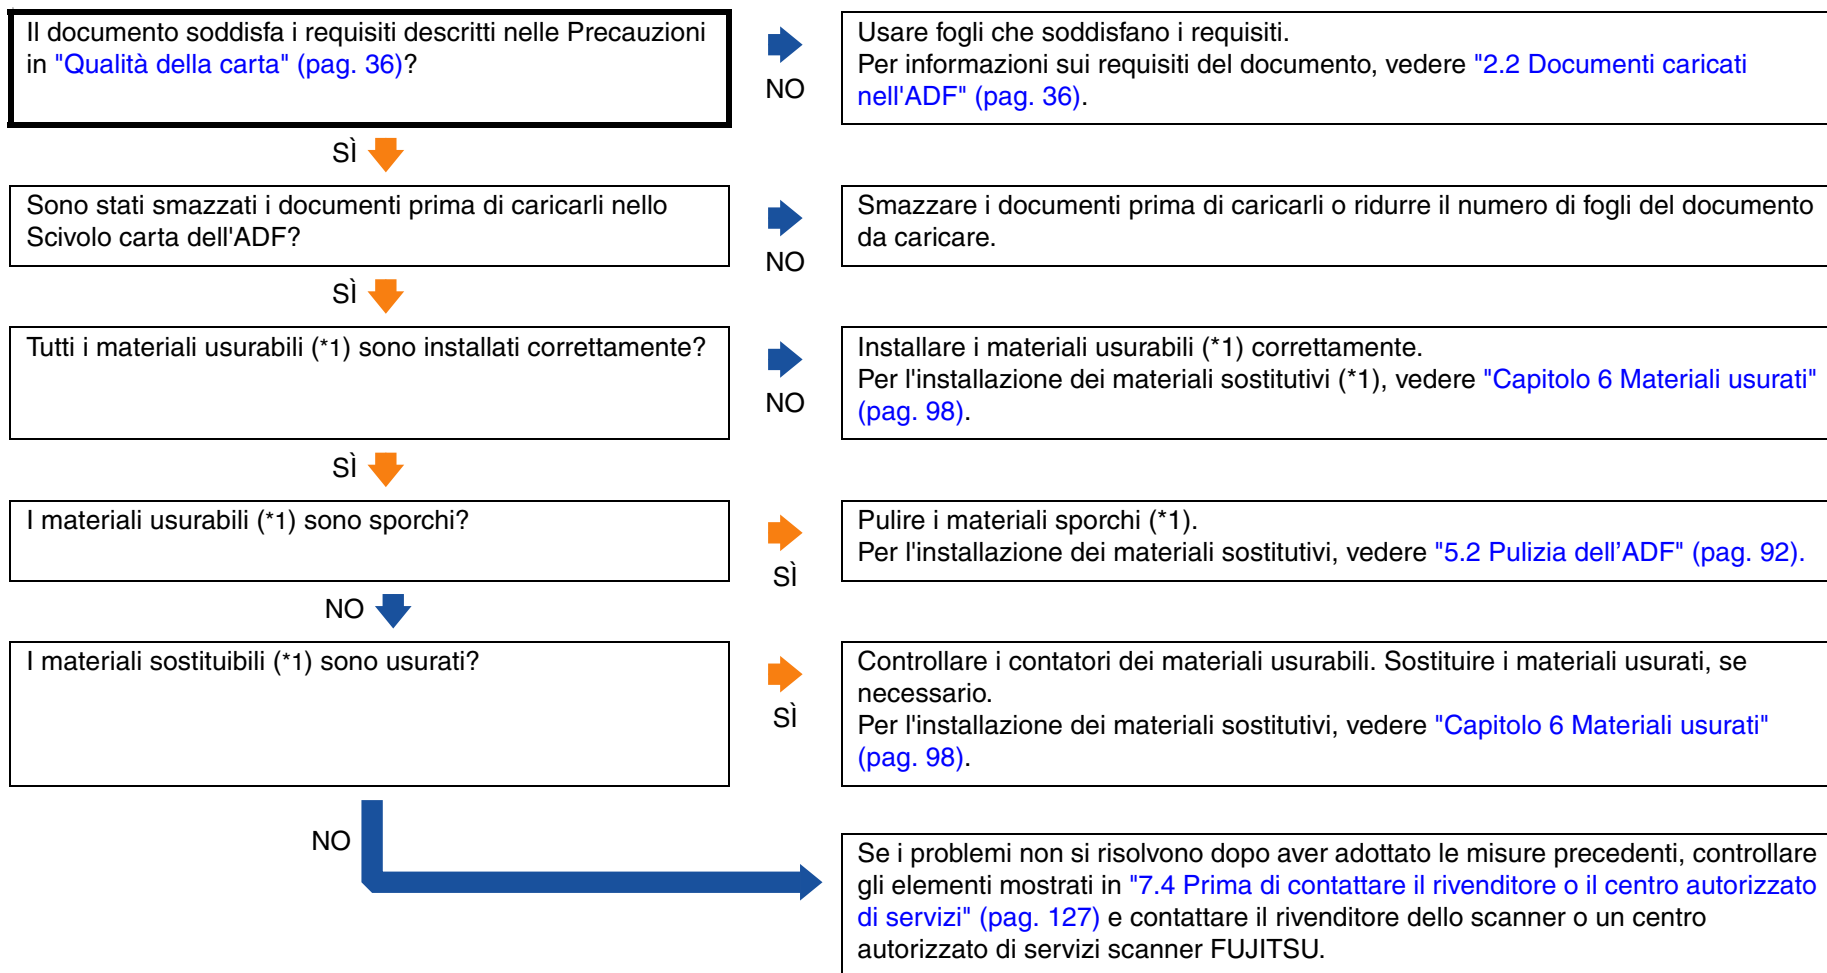 Il documento soddisfa i requisiti descritti nelle Precauzioni
in "Qualità della carta" (pag. 36)?
NO
Usare fogli che soddisfano i requisiti.
Per informazioni sui requisiti del documento, vedere "2.2 Documenti caricati
nell'ADF" (pag. 36).
SÌ
Sono stati smazzati i documenti prima di caricarli nello
Scivolo carta dell'ADF?
NO
Smazzare i documenti prima di caricarli o ridurre il numero di fogli del documento
da caricare.
SÌ
Tutti i materiali usurabili (*1) sono installati correttamente?
NO
Installare i materiali usurabili (*1) correttamente.
Per l'installazione dei materiali sostitutivi (*1), vedere "Capitolo 6 Materiali usurati"
(pag. 98).
SÌ
I materiali usurabili (*1) sono sporchi?
SÌ
Pulire i materiali sporchi (*1).
Per l'installazione dei materiali sostitutivi, vedere "5.2 Pulizia dell’ADF" (pag. 92).
NO
I materiali sostituibili (*1) sono usurati?
SÌ
Controllare i contatori dei materiali usurabili. Sostituire i materiali usurati, se
necessario.
Per l'installazione dei materiali sostitutivi, vedere "Capitolo 6 Materiali usurati"
(pag. 98).
NO
Se i problemi non si risolvono dopo aver adottato le misure precedenti, controllare
gli elementi mostrati in "7.4 Prima di contattare il rivenditore o il centro autorizzato
di servizi" (pag. 127) e contattare il rivenditore dello scanner o un centro
autorizzato di servizi scanner FUJITSU.